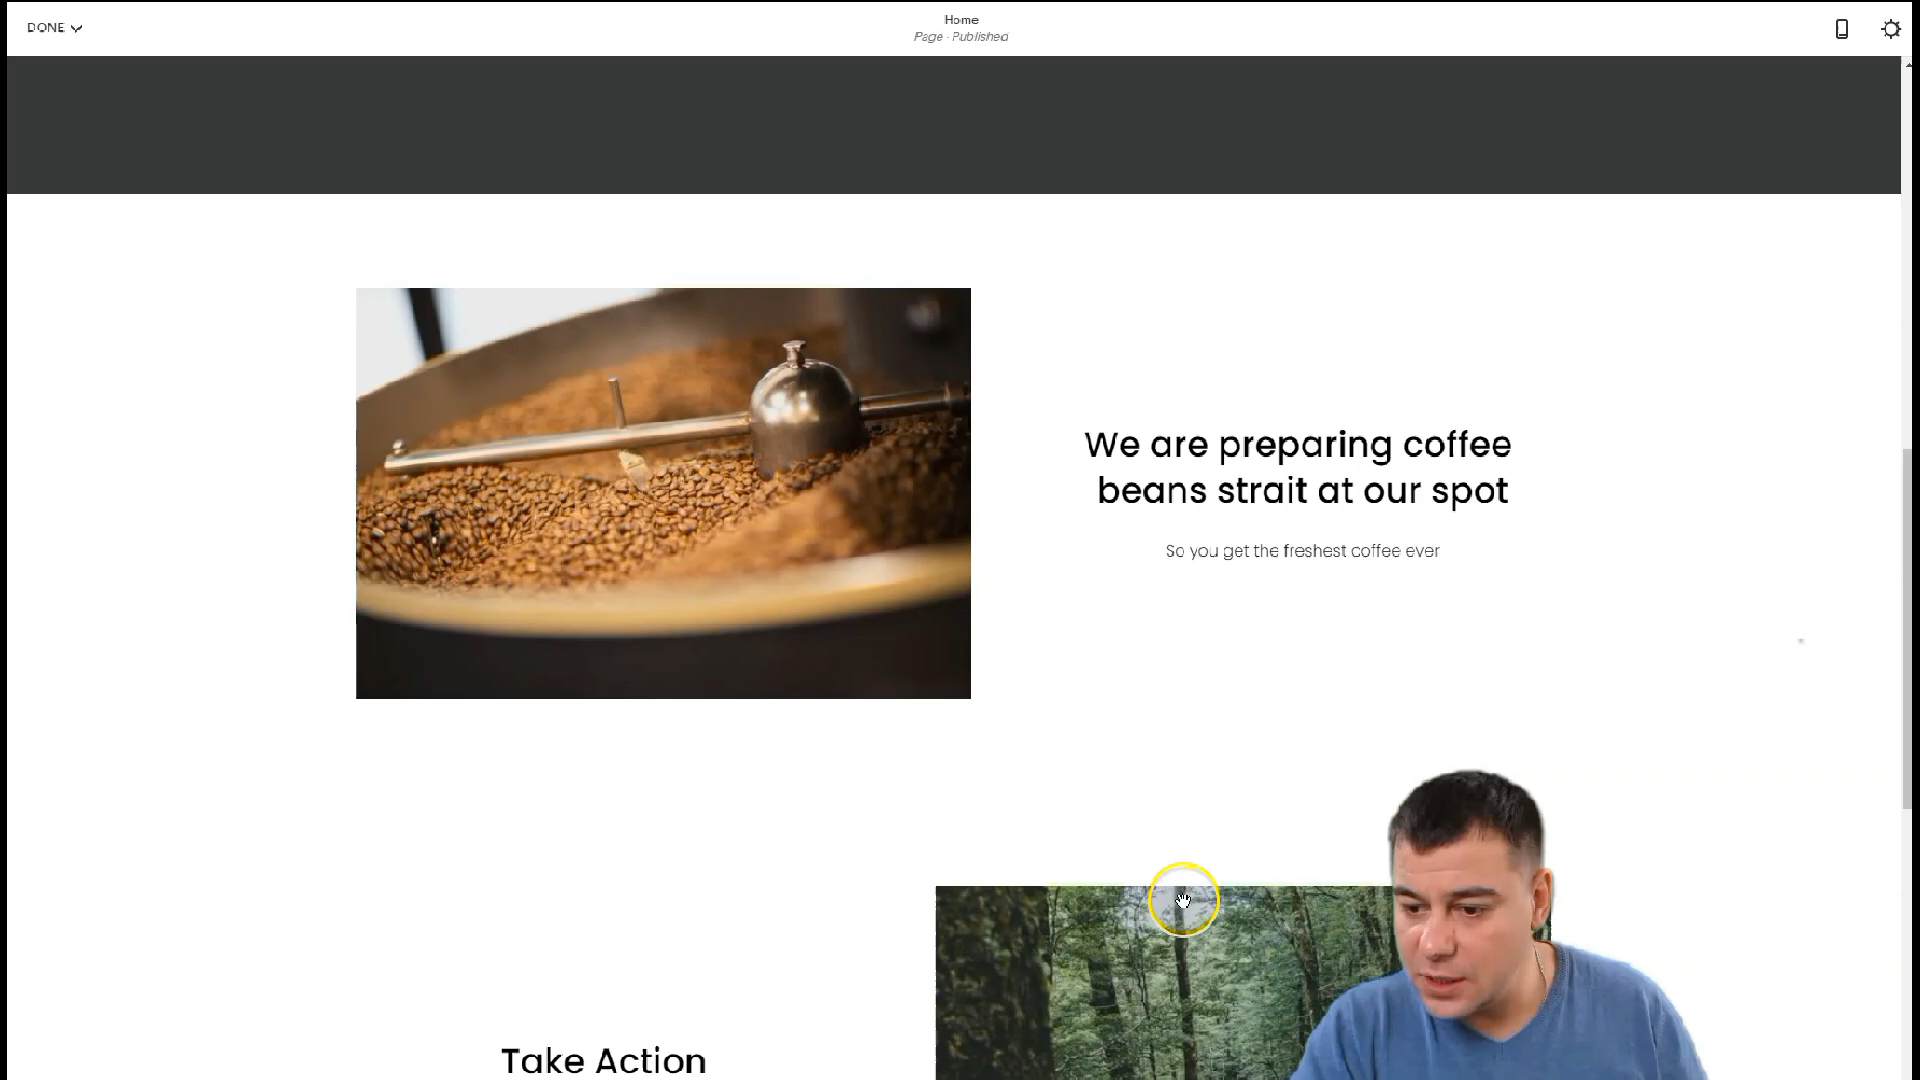 DONE
Home
Page · Published
We are preparing coffee
beans strait at our spot
So you get the freshest coffee ever
Take Action